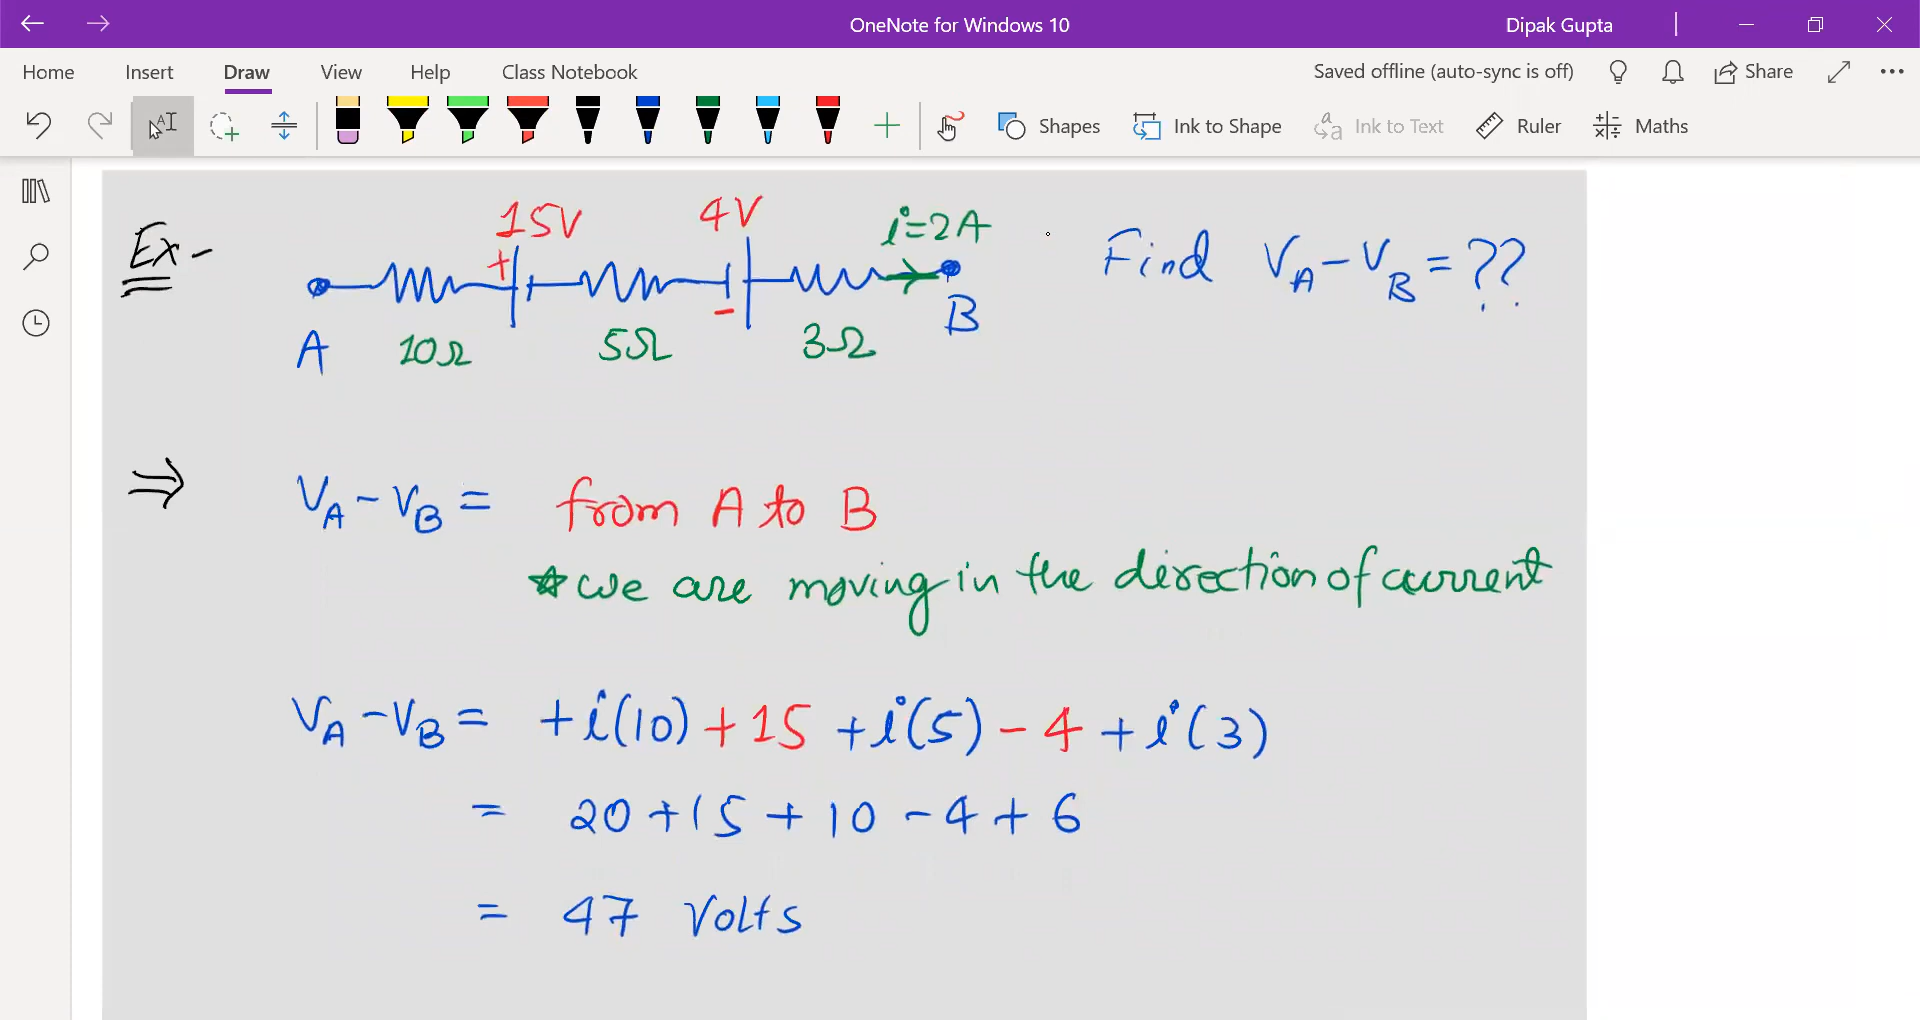 OneNote for Windows 10
Dipak Gupta
Home Insert Draw View Help Class Notebook
Saved offline (auto-sync is off) Share
Shapes Ink to Shape Ink to Text Ruler Maths
Ex - 15V 4V i=2A Find VA-VB = ??
+ -
A 10Ω 5Ω 3Ω B
⇒ VA - VB = from A to B
* we are moving in the direction of current
VA - VB = +i(10) +15 +i(5) - 4 +i(3)
= 20 +15 + 10 - 4 + 6
= 47 Volts